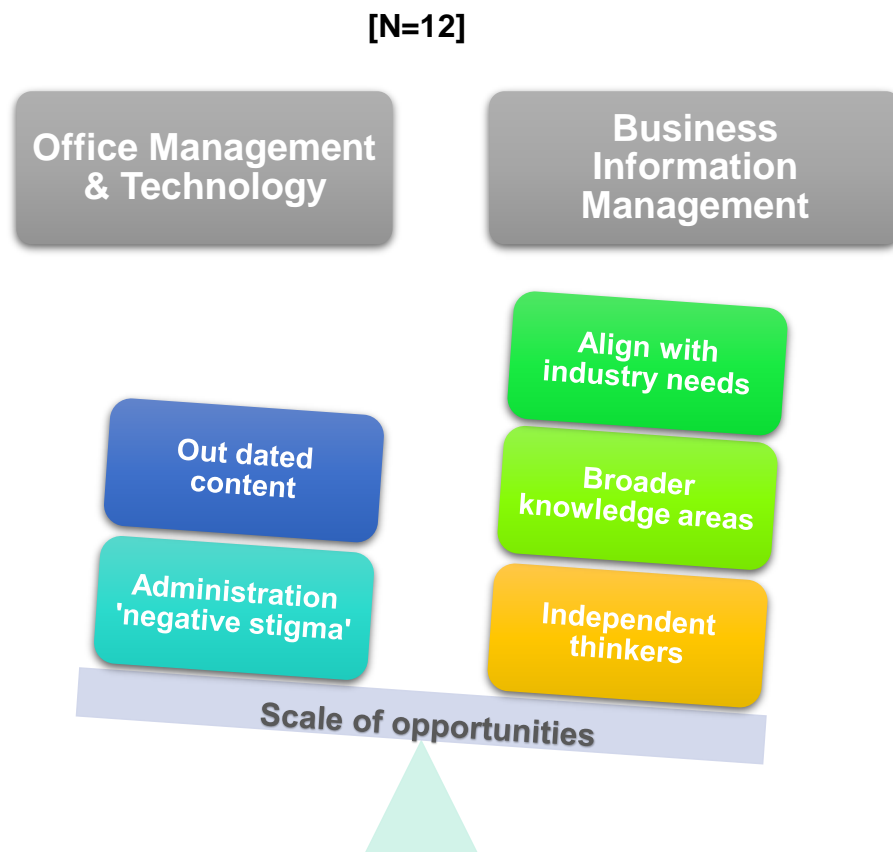 [N=12]
Office Management
& Technology
Business
Information
Management
Out dated
content
Administration
'negative stigma'
Align with
industry needs
Broader
knowledge areas
Independent
thinkers
Scale of opportunities